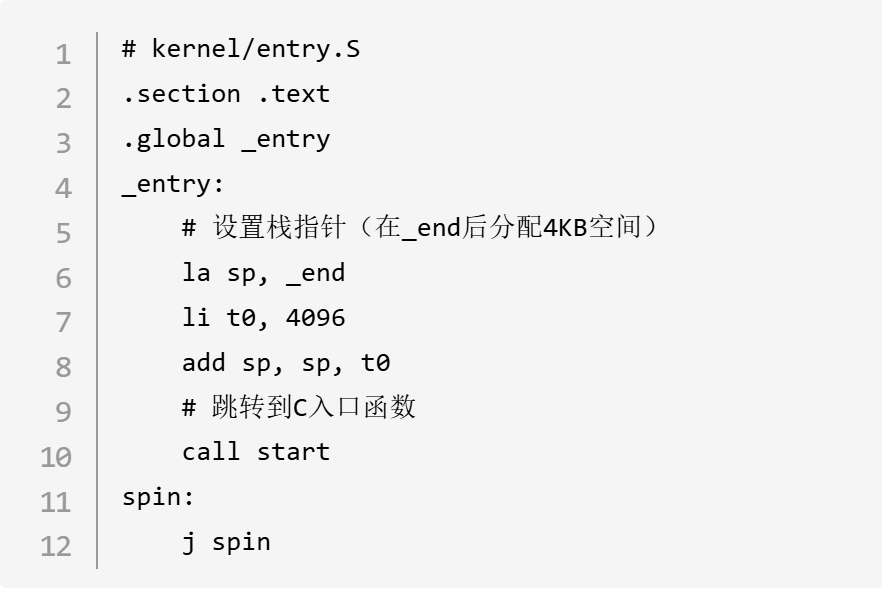 1 # kernel/entry.S
2 .section .text
3 .global _entry
4 _entry:
5     # 设置栈指针（在_end后分配4KB空间）
6     la sp, _end
7     li t0, 4096
8     add sp, sp, t0
9     # 跳转到C入口函数
10     call start
11 spin:
12     j spin